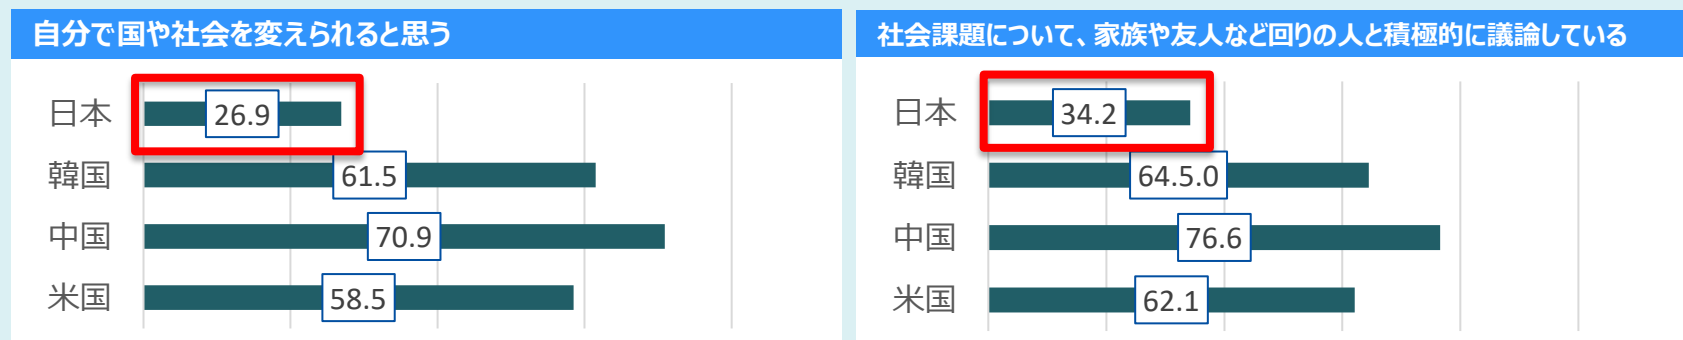 自分で国や社会を変えられると思う
日本 26.9
韓国 61.5
中国 70.9
米国 58.5
社会課題について、家族や友人など回りの人と積極的に議論している
日本 34.2
韓国 64.5.0
中国 76.6
米国 62.1